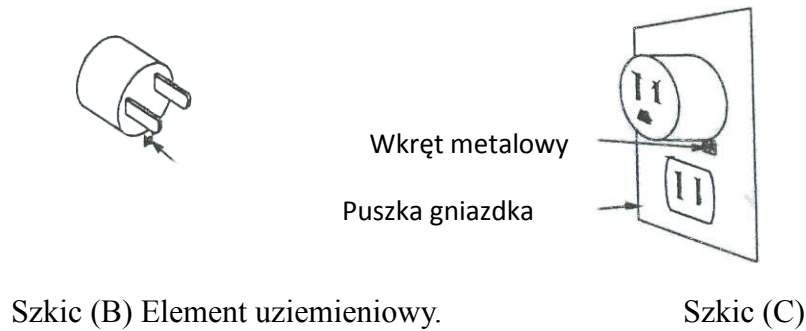 Wkręt metalowy
Puszka gniazdka
Szkic (B) Element uziemieniowy. Szkic (C)